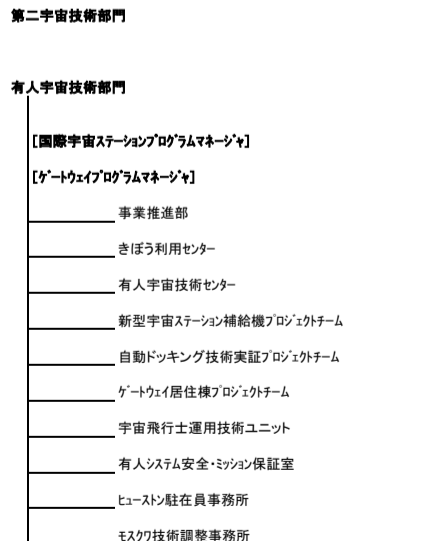 第二宇宙技術部門
有人宇宙技術部門
[国際宇宙ステーションプログラムマネージャ]
[ゲートウェイプログラムマネージャ]
事業推進部
きぼう利用センター
有人宇宙技術センター
新型宇宙ステーション補給機プロジェクトチーム
自動ドッキング技術実証プロジェクトチーム
ゲートウェイ居住棟プロジェクトチーム
宇宙飛行士運用技術ユニット
有人システム安全・ミッション保証室
ヒューストン駐在員事務所
モスクワ技術調整事務所